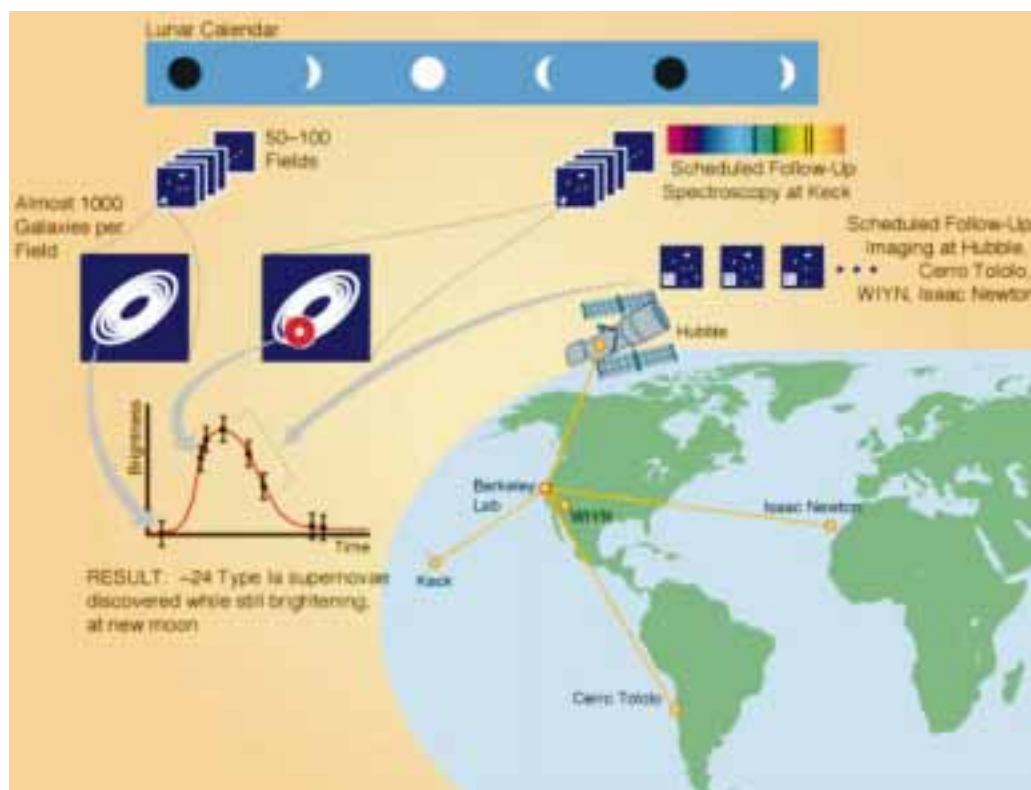 Lunar Calendar
50–100
Fields
Almost 1000
Galaxies per
Field
Scheduled Follow-Up
Spectroscopy at Keck
Scheduled Follow-Up
Imaging at Hubble,
Cerro Tololo,
WIYN, Isaac Newton
Hubble
Brightness
Time
RESULT: ~24 Type Ia supernovae
discovered while still brightening,
at new moon
Berkeley
Lab
WIYN
Isaac Newton
Keck
Cerro Tololo